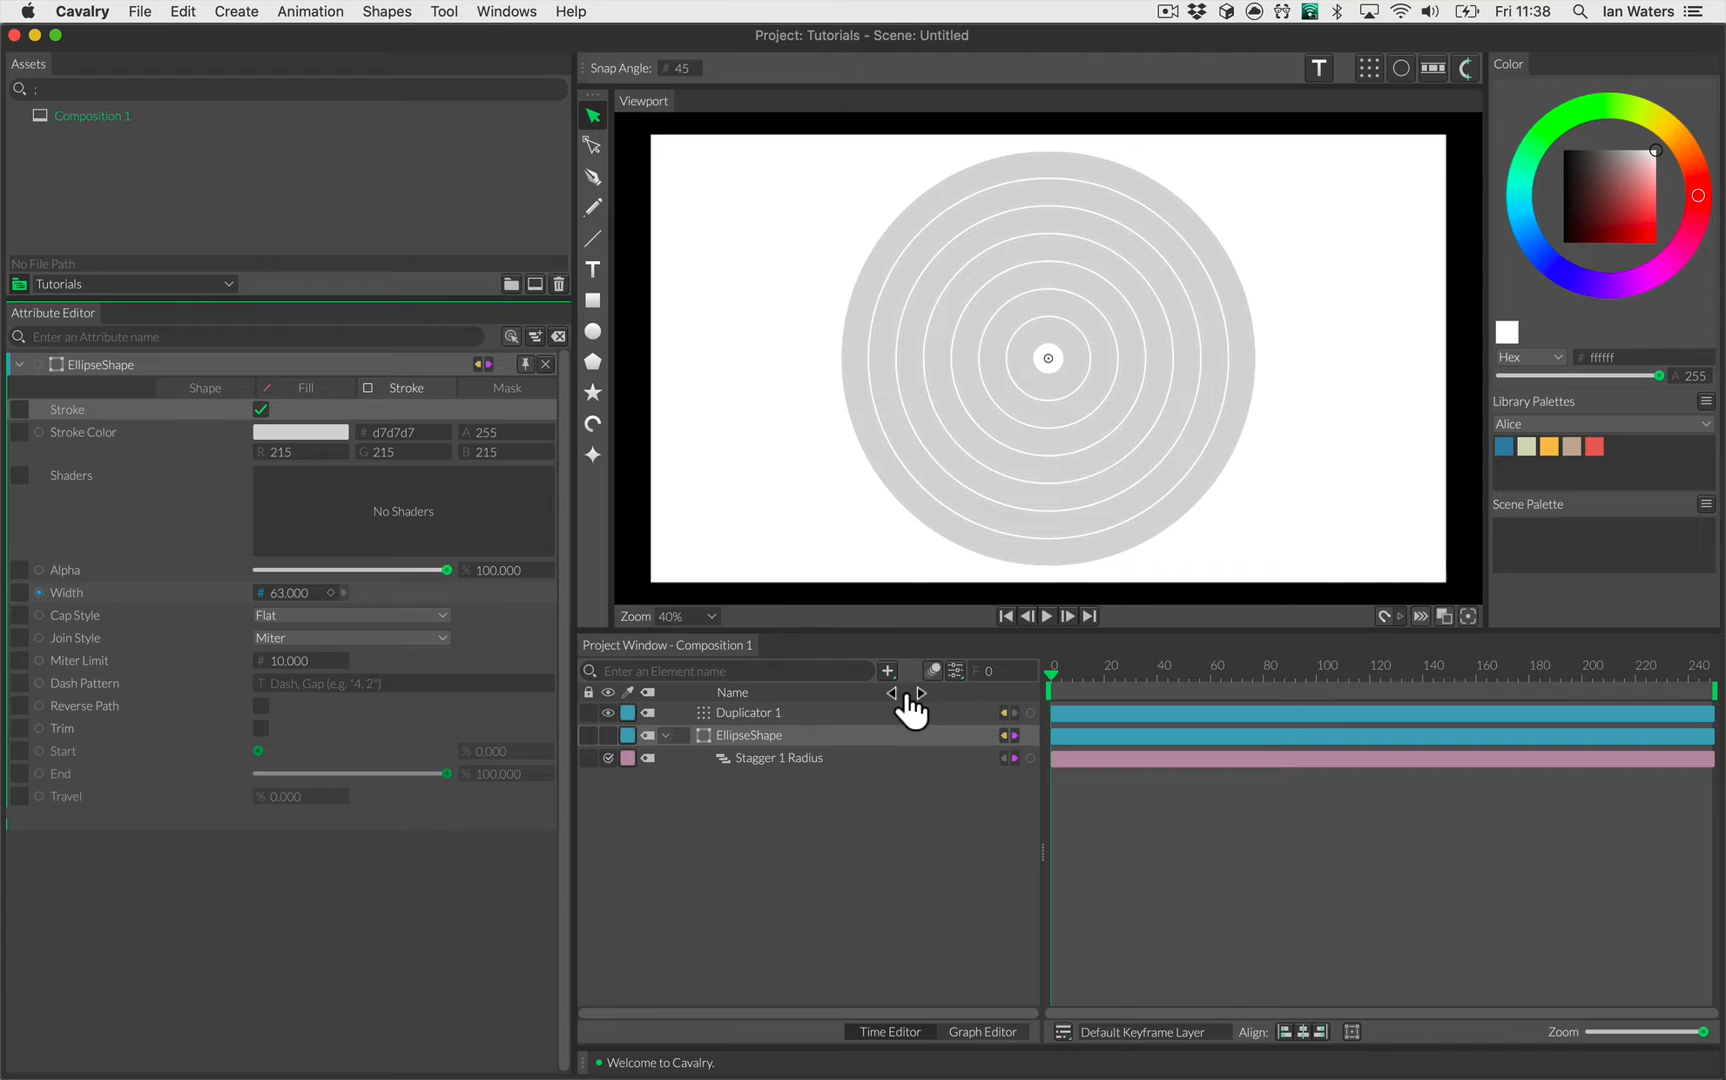 Cavalry File Edit Create Animation Shapes Tool Windows Help Fri 11:38 Ian Waters
Project: Tutorials - Scene: Untitled
Assets
;
Composition 1
No File Path
Tutorials
Attribute Editor
Enter an Attribute name
EllipseShape
Shape Fill Stroke Mask
Stroke
Stroke Color # d7d7d7 A 255
R 215 G 215 B 215
Shaders
No Shaders
Alpha % 100.000
Width # 63.000
Cap Style Flat
Join Style Miter
Miter Limit # 10.000
Dash Pattern T Dash, Gap (e.g. "4, 2")
Reverse Path
Trim
Start % 0.000
End % 100.000
Travel % 0.000
Snap Angle: # 45
Viewport
Zoom 40%
Project Window - Composition 1
Enter an Element name F 0
0 20 40 60 80 100 120 140 160 180 200 220 240
Name
Duplicator 1
EllipseShape
Stagger 1 Radius
Time Editor Graph Editor
Default Keyframe Layer Align: Zoom
Welcome to Cavalry.
Color
Hex # ffffff
A 255
Library Palettes
Alice
Scene Palette